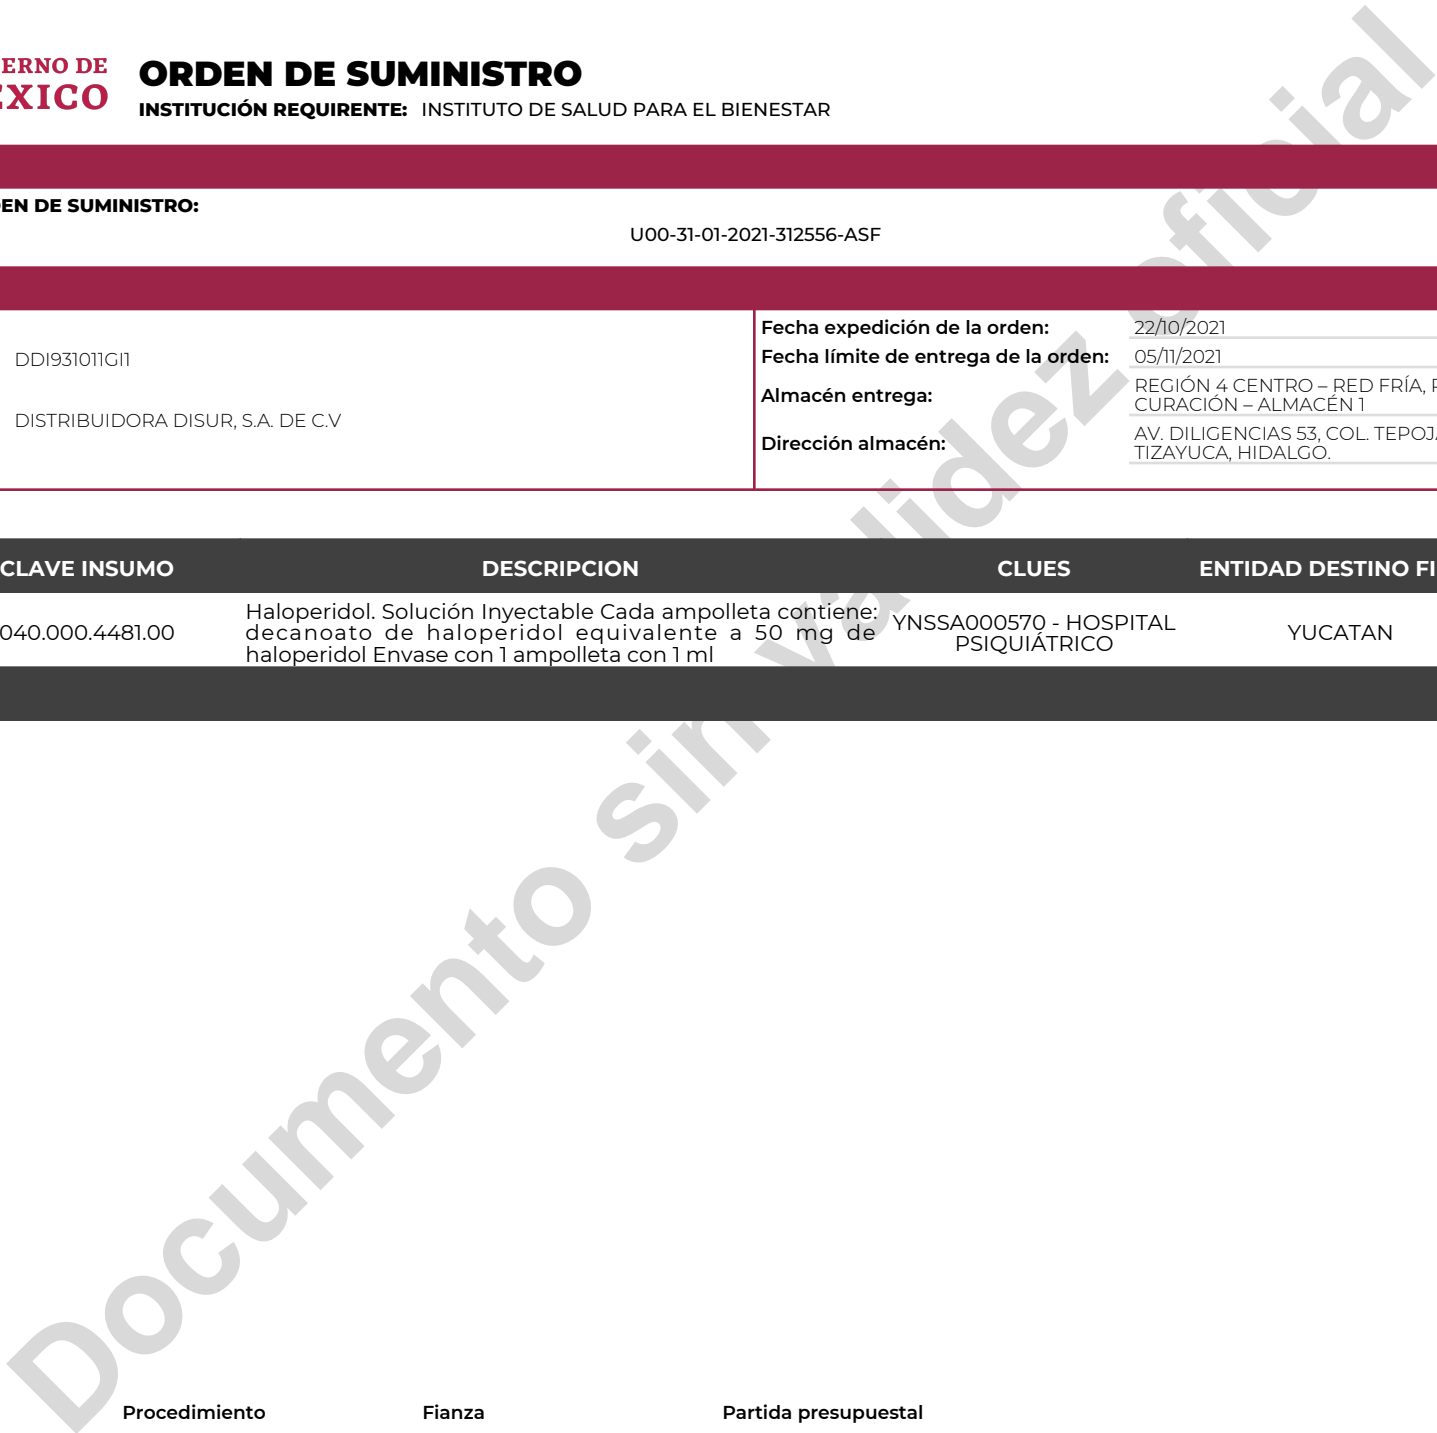 ERNO DE
EXICO
ORDEN DE SUMINISTRO
INSTITUCIÓN REQUIRENTE: INSTITUTO DE SALUD PARA EL BIENESTAR
EN DE SUMINISTRO:
U00-31-01-2021-312556-ASF
DDI931011GI1
DISTRIBUIDORA DISUR, S.A. DE C.V
Fecha expedición de la orden: 22/10/2021
Fecha límite de entrega de la orden: 05/11/2021
Almacén entrega: REGIÓN 4 CENTRO – RED FRÍA,
CURACIÓN – ALMACÉN 1
Dirección almacén: AV. DILIGENCIAS 53, COL. TEPOJ
TIZAYUCA, HIDALGO.
CLAVE INSUMO DESCRIPCION CLUES ENTIDAD DESTINO FI
040.000.4481.00
Haloperidol. Solución Inyectable Cada ampolleta contiene:
decanoato de haloperidol equivalente a 50 mg de
haloperidol Envase con 1 ampolleta con 1 ml
YNSSA000570 - HOSPITAL
PSIQUIÁTRICO
YUCATAN
Documento sin validez oficial
Procedimiento Fianza Partida presupuestal